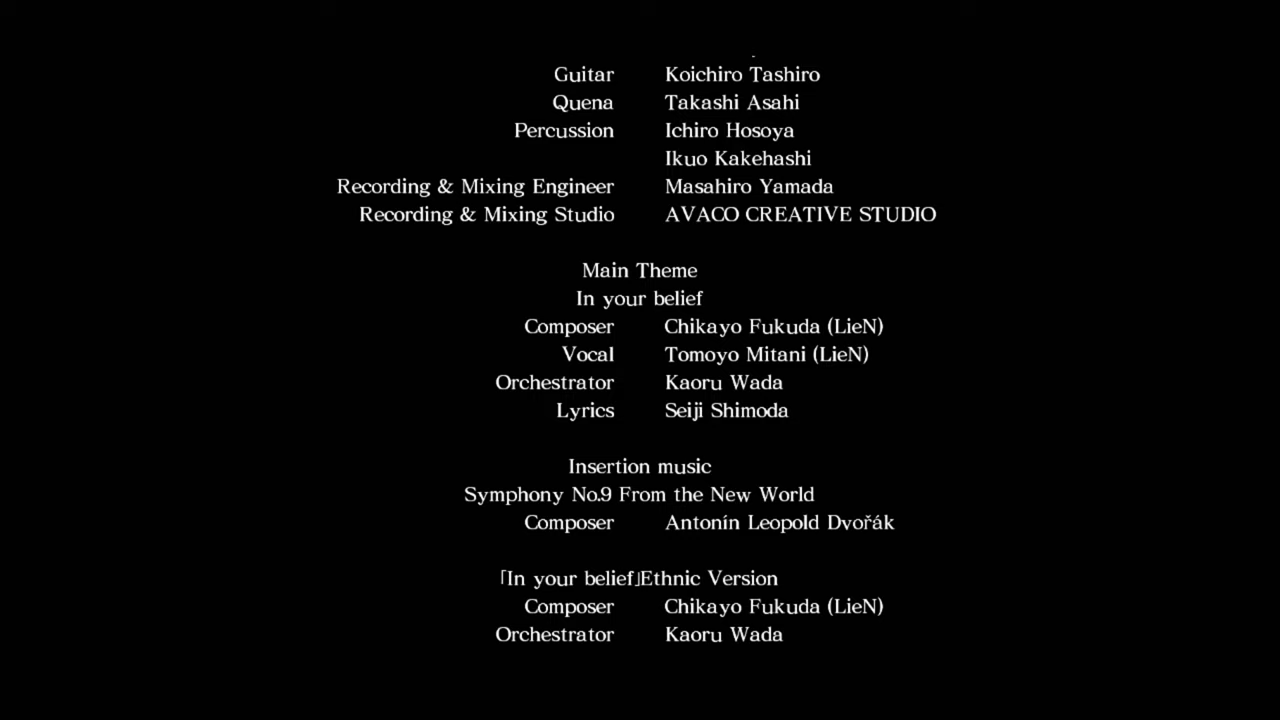 Guitar Koichiro Tashiro
Quena Takashi Asahi
Percussion Ichiro Hosoya
Ikuo Kakehashi
Recording & Mixing Engineer Masahiro Yamada
Recording & Mixing Studio AVACO CREATIVE STUDIO
Main Theme
In your belief
Composer Chikayo Fukuda (LieN)
Vocal Tomoyo Mitani (LieN)
Orchestrator Kaoru Wada
Lyrics Seiji Shimoda
Insertion music
Symphony No.9 From the New World
Composer Antonín Leopold Dvořák
「In your belief」Ethnic Version
Composer Chikayo Fukuda (LieN)
Orchestrator Kaoru Wada